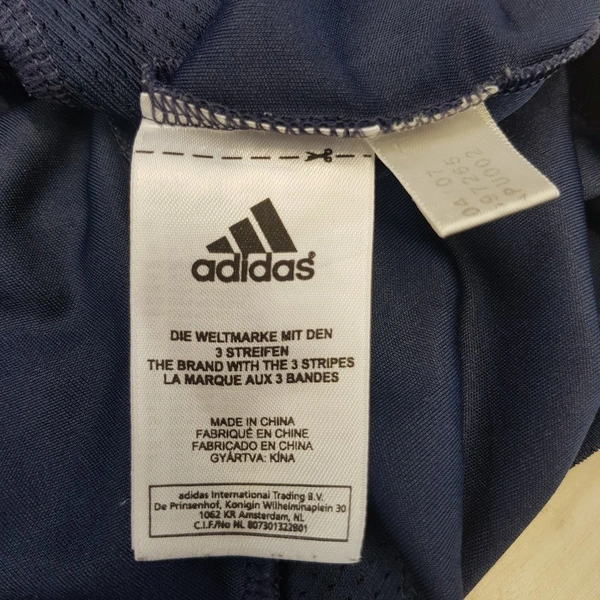 adidas
DIE WELTMARKE MIT DEN
3 STREIFEN
THE BRAND WITH THE 3 STRIPES
LA MARQUE AUX 3 BANDES
MADE IN CHINA
FABRIQUÉ EN CHINE
FABRICADO EN CHINA
GYÁRTVA: KÍNA
adidas International Trading B.V.
De Prinsenhof, Konigin Wilhelminaplein 30
1062 KR Amsterdam, NL
C.I.F/No NL 807301322B01
04 07